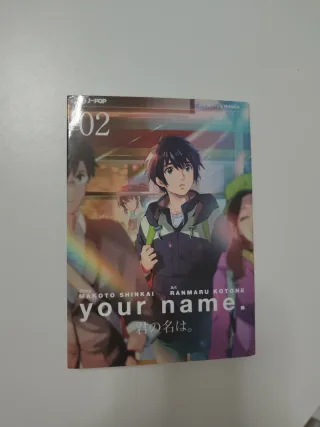 J-POP
02
MAKOTO SHINKAI
RANMARU KOTONE
your name.
君の名は。